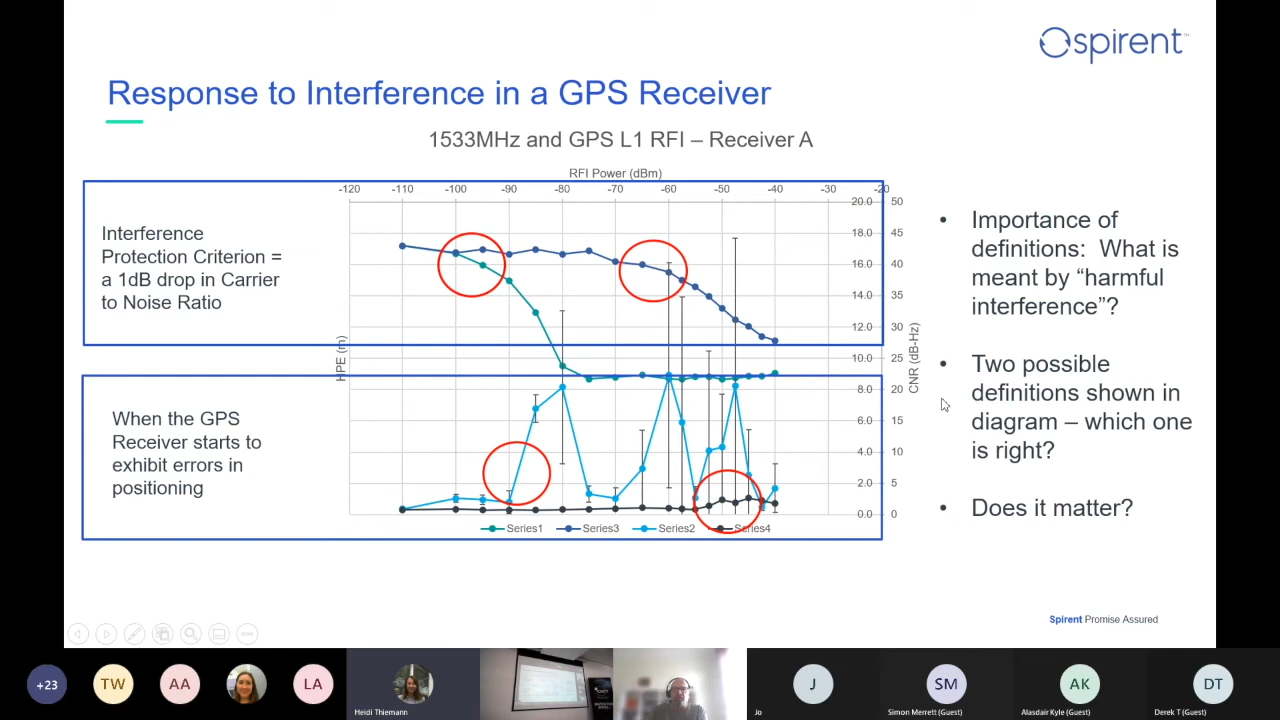 spirent
Response to Interference in a GPS Receiver
1533MHz and GPS L1 RFI – Receiver A
RFI Power (dBm)
-120 -110 -100 -90 -80 -70 -60 -50 -40 -30 -20
20.0 50
18.0 45
16.0 40
14.0 35
12.0 30
10.0 25
8.0 20
6.0 15
4.0 10
2.0 5
0.0 0
HPE (m)
CNR (dB-Hz)
Series1 Series3 Series2 Series4
Interference
Protection Criterion =
a 1dB drop in Carrier
to Noise Ratio
When the GPS
Receiver starts to
exhibit errors in
positioning
• Importance of
definitions: What is
meant by “harmful
interference”?
• Two possible
definitions shown in
diagram – which one
is right?
• Does it matter?
Spirent Promise Assured
+23
TW
AA
LA
Heidi Thiemann
J
Jo
SM
Simon Merrett (Guest)
AK
Alasdair Kyle (Guest)
DT
Derek T (Guest)